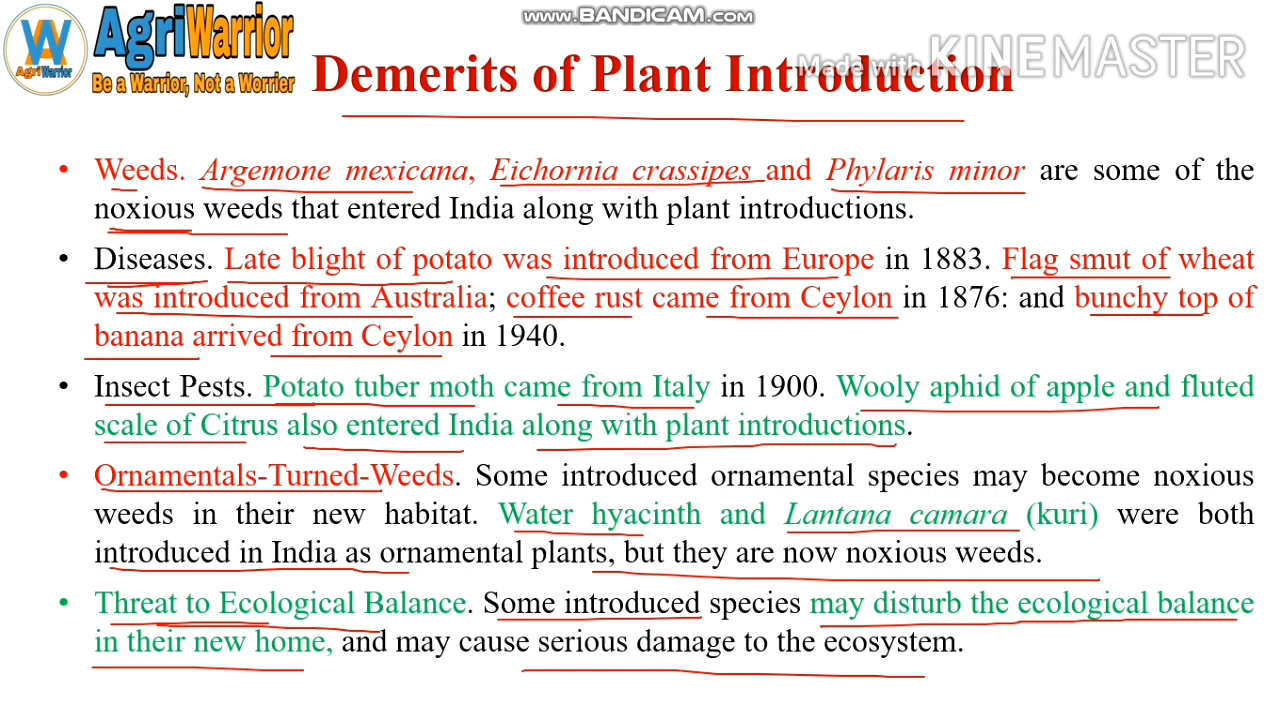 www.BANDICAM.com
AW
AgriWarrior
AgriWarrior
Be a Warrior, Not a Worrier
Made with KINEMASTER
Demerits of Plant Introduction
• Weeds. Argemone mexicana, Eichornia crassipes and Phylaris minor are some of the
noxious weeds that entered India along with plant introductions.
• Diseases. Late blight of potato was introduced from Europe in 1883. Flag smut of wheat
was introduced from Australia; coffee rust came from Ceylon in 1876: and bunchy top of
banana arrived from Ceylon in 1940.
• Insect Pests. Potato tuber moth came from Italy in 1900. Wooly aphid of apple and fluted
scale of Citrus also entered India along with plant introductions.
• Ornamentals-Turned-Weeds. Some introduced ornamental species may become noxious
weeds in their new habitat. Water hyacinth and Lantana camara (kuri) were both
introduced in India as ornamental plants, but they are now noxious weeds.
• Threat to Ecological Balance. Some introduced species may disturb the ecological balance
in their new home, and may cause serious damage to the ecosystem.